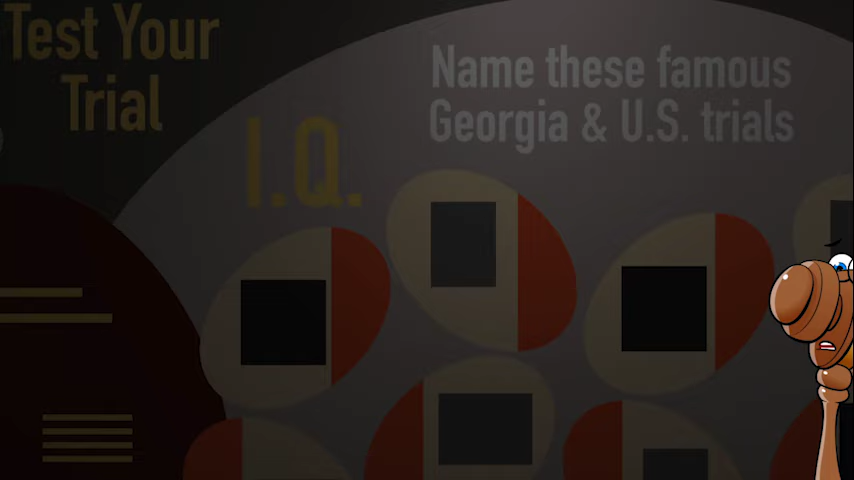 Test Your
Trial
I.Q.
Name these famous
Georgia & U.S. trials